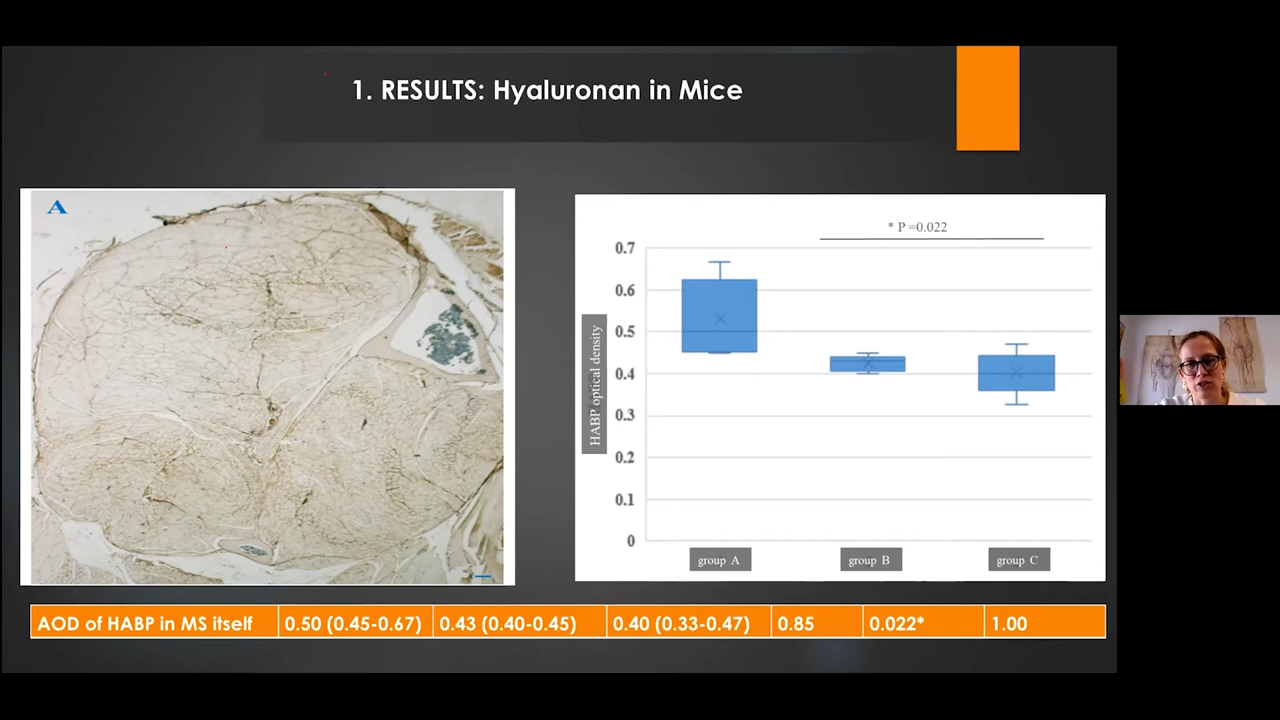 1. RESULTS: Hyaluronan in Mice
A
* P =0.022
0.7
0.6
0.5
0.4
0.3
0.2
0.1
0
HABP optical density
group A
group B
group C
AOD of HABP in MS itself 0.50 (0.45-0.67) 0.43 (0.40-0.45) 0.40 (0.33-0.47) 0.85 0.022* 1.00